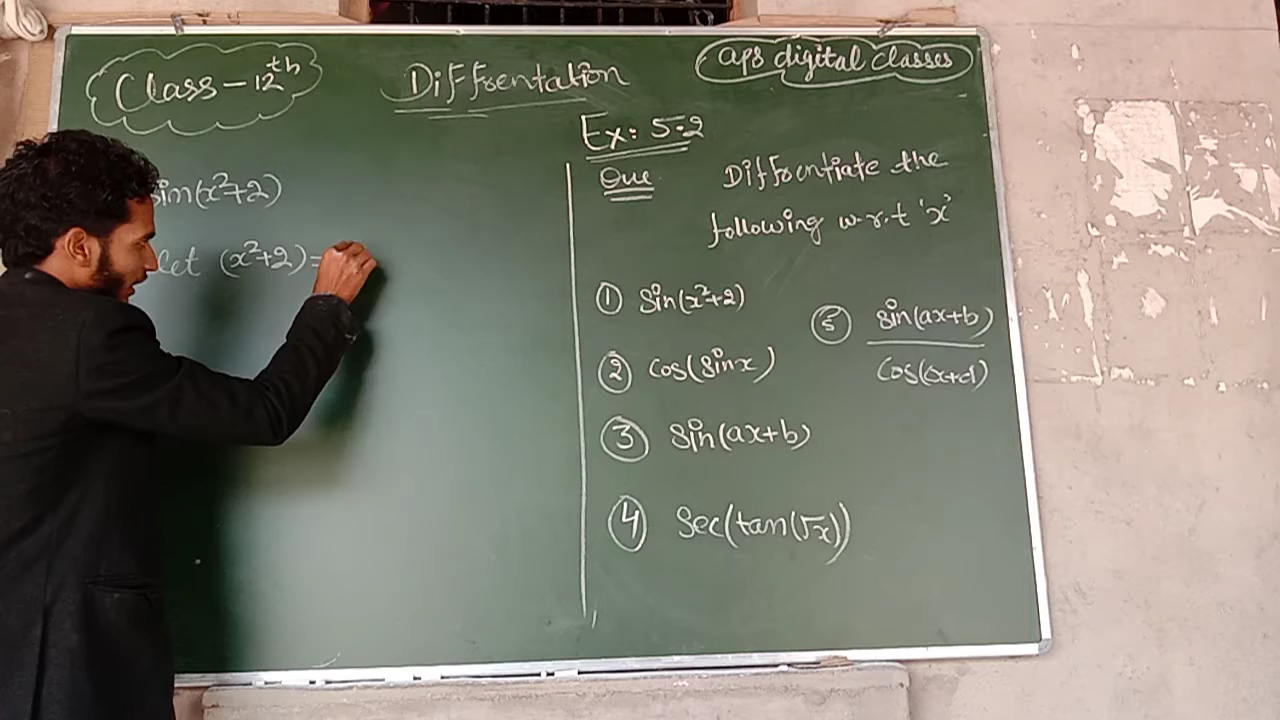 Class-12th
Diffrentation
aps digital classes
Sin(x²+2)
Let (x²+2)=
Ex: 5.2
Que Diffrentiate the
following w.r.t 'x'
① Sin(x²+2)
② Cos(Sinx)
③ Sin(ax+b)
④ Sec(tan(√x))
⑤ Sin(ax+b)
Cos(cx+d)